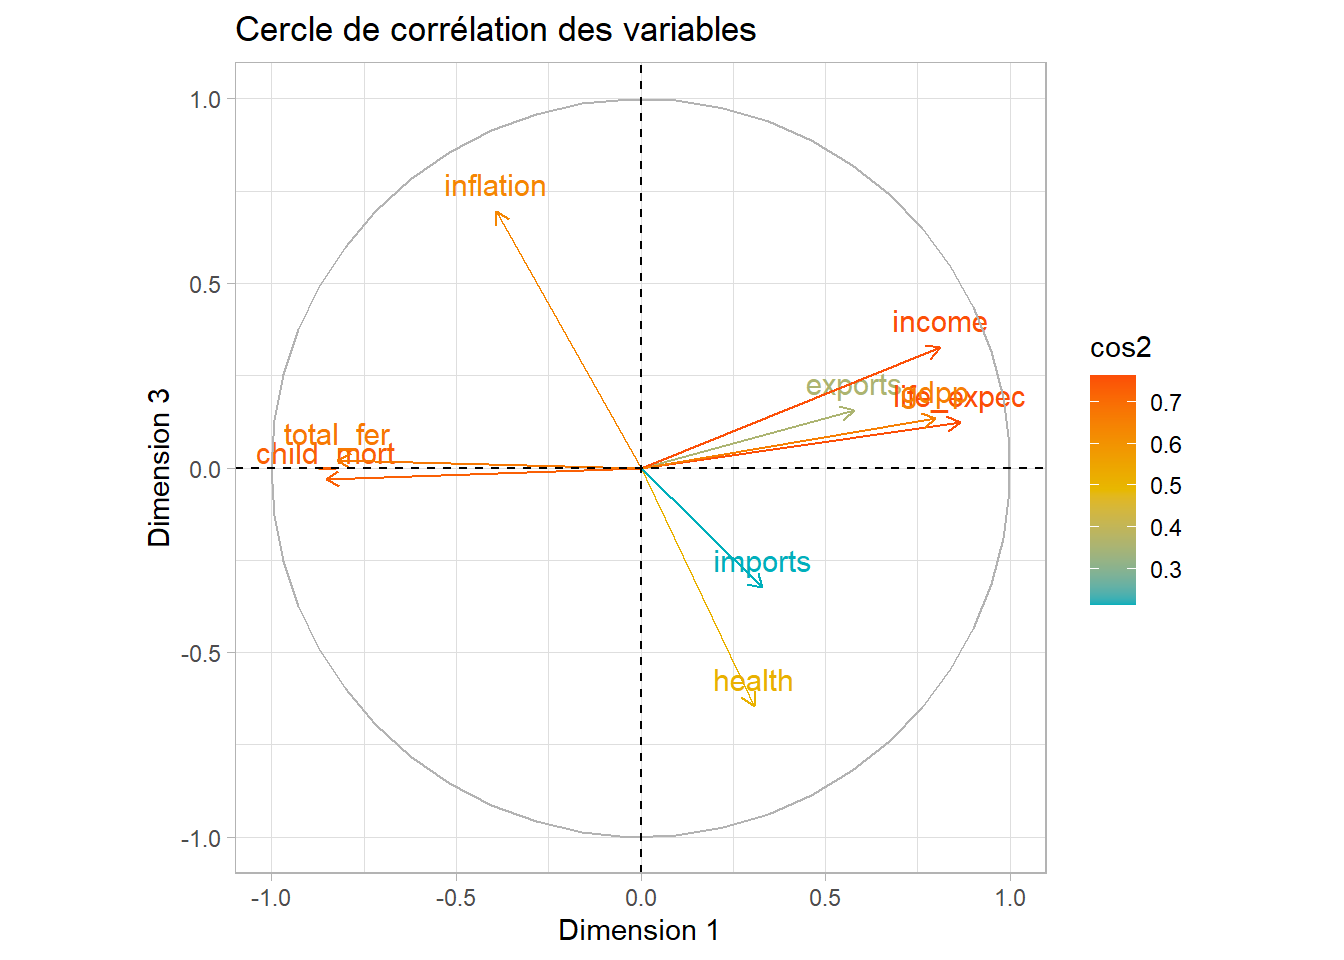 Cercle de corrélation des variables
1.0
0.5
0.0
-0.5
-1.0
Dimension 3
inflation
income
exports
gdpp
life_expec
total_fer
child_mort
imports
health
-1.0
-0.5
0.0
0.5
1.0
Dimension 1
cos2
0.7
0.6
0.5
0.4
0.3